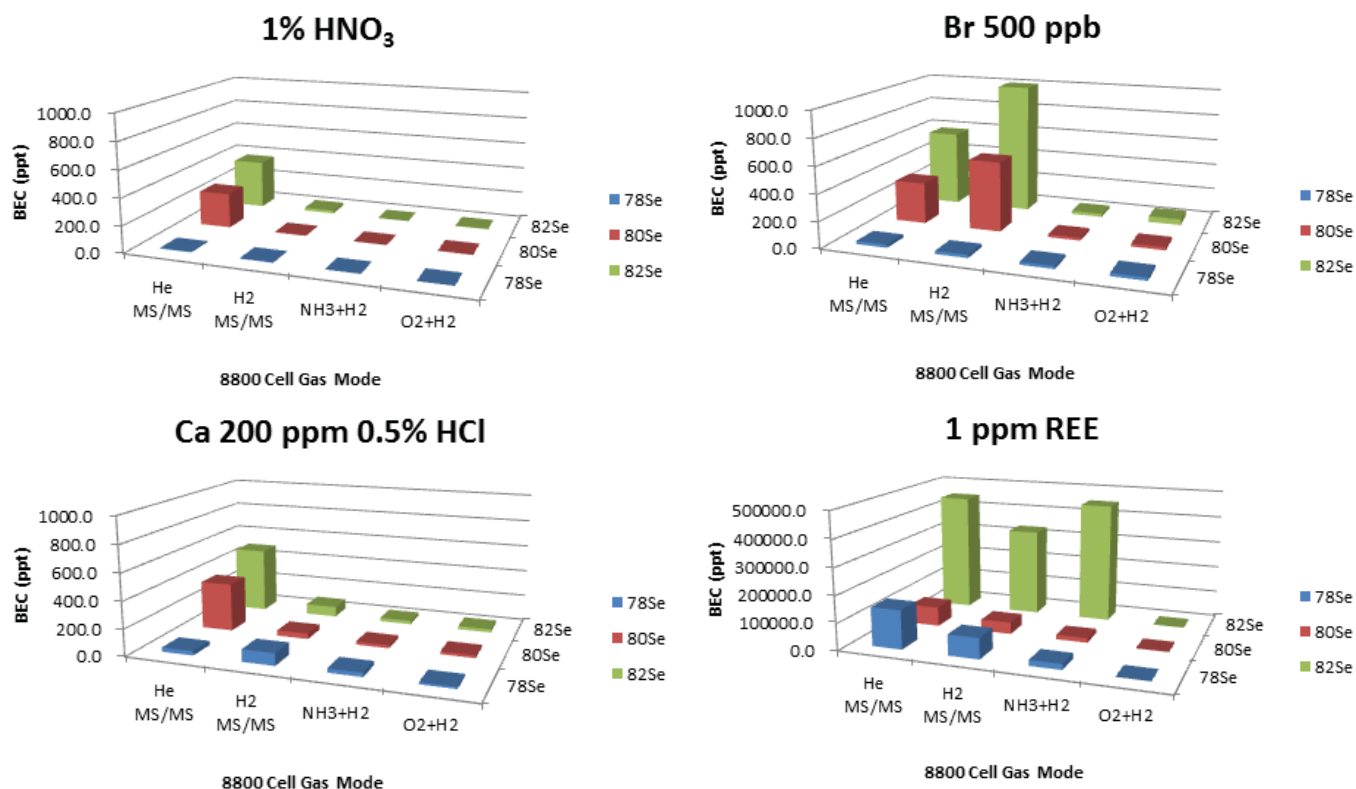 1% HNO₃
BEC (ppt)
1000.0
800.0
600.0
400.0
200.0
0.0
He
MS/MS
H2
MS/MS
NH3+H2
O2+H2
82Se
80Se
78Se
78Se
80Se
82Se
8800 Cell Gas Mode
Br 500 ppb
BEC (ppt)
1000.0
800.0
600.0
400.0
200.0
0.0
He
MS/MS
H2
MS/MS
NH3+H2
O2+H2
82Se
80Se
78Se
78Se
80Se
82Se
8800 Cell Gas Mode
Ca 200 ppm 0.5% HCl
BEC (ppt)
1000.0
800.0
600.0
400.0
200.0
0.0
He
MS/MS
H2
MS/MS
NH3+H2
O2+H2
82Se
80Se
78Se
78Se
80Se
82Se
8800 Cell Gas Mode
1 ppm REE
BEC (ppt)
500000.0
400000.0
300000.0
200000.0
100000.0
0.0
He
MS/MS
H2
MS/MS
NH3+H2
O2+H2
82Se
80Se
78Se
78Se
80Se
82Se
8800 Cell Gas Mode